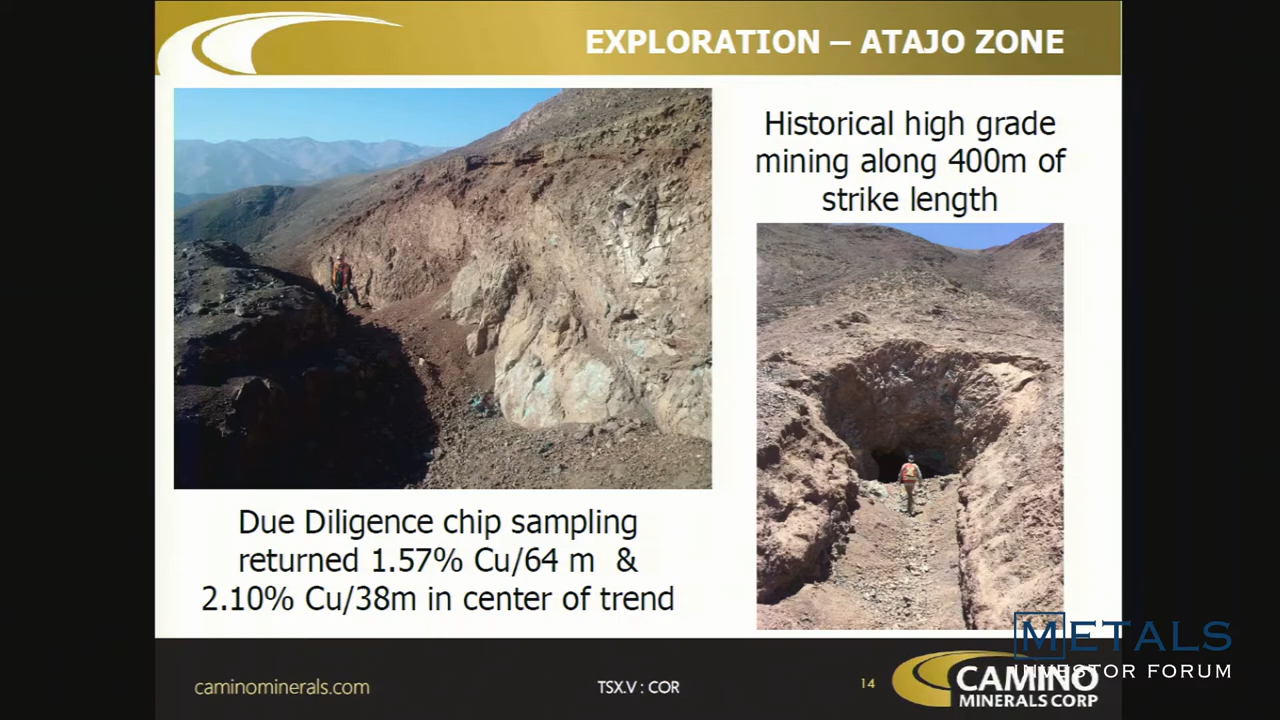 EXPLORATION – ATAJO ZONE
Historical high grade
mining along 400m of
strike length
Due Diligence chip sampling
returned 1.57% Cu/64 m &
2.10% Cu/38m in center of trend
caminominerals.com
TSX.V : COR
14
CAMINO
MINERALS CORP
METALS
INVESTOR FORUM